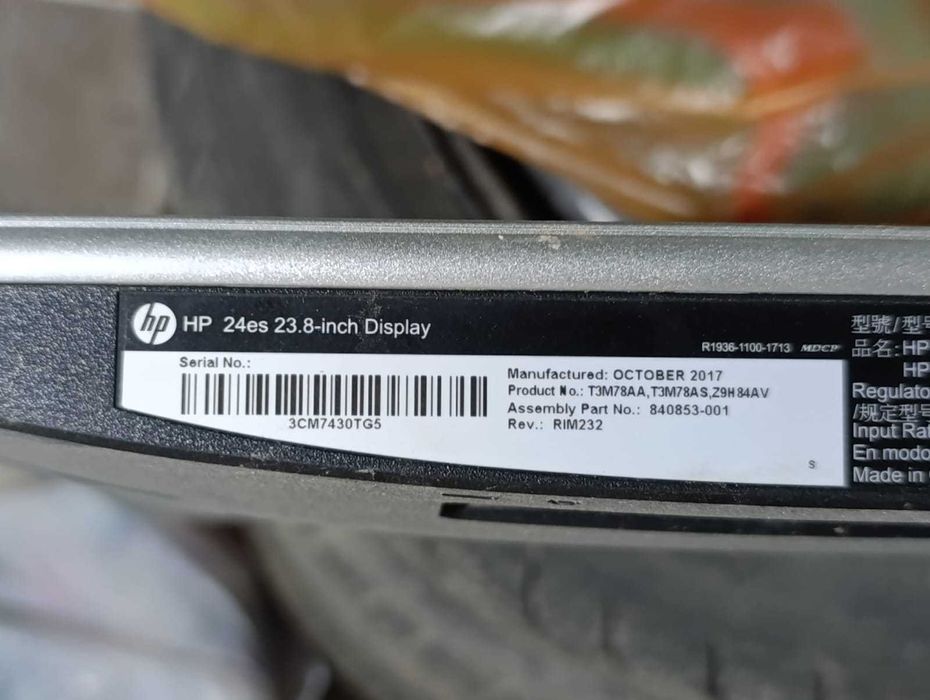 hp HP 24es 23.8-inch Display
R1936-1100-1713 MDCP
Serial No.:
3CM7430TG5
Manufactured: OCTOBER 2017
Product No.: T3M78AA,T3M78AS,Z9H84AV
Assembly Part No.: 840853-001
Rev.: RIM232
S
型號/型号
品名: HP
HP
Regulato
/规定型号
Input Rat
En modo
Made in